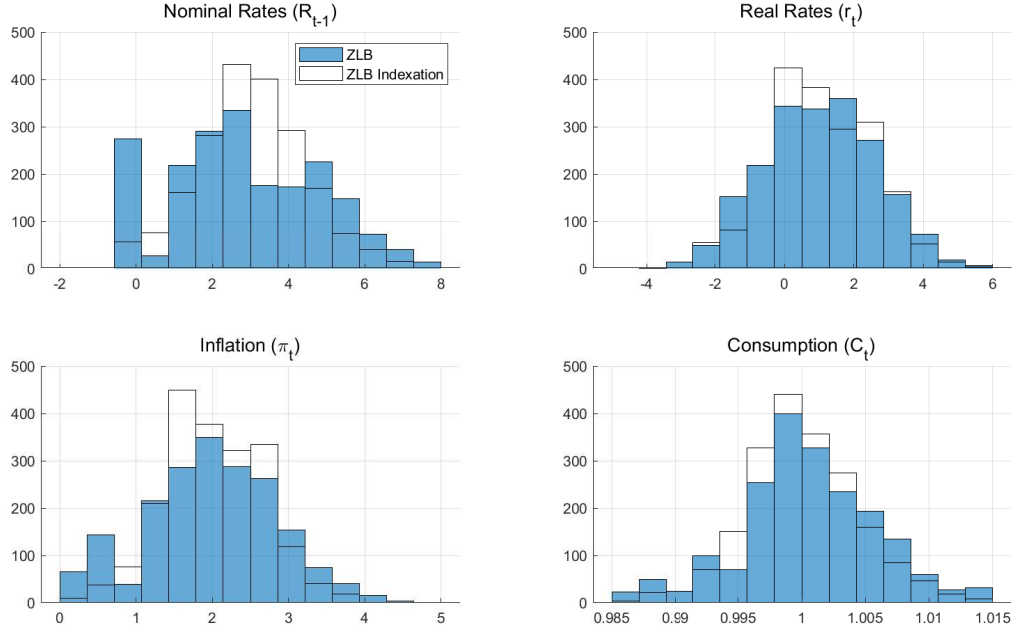 Nominal Rates (R_{t-1})
500
400
300
200
100
0
-2 0 2 4 6 8
ZLB
ZLB Indexation
Real Rates (r_t)
500
400
300
200
100
0
-4 -2 0 2 4 6
Inflation (π_t)
500
400
300
200
100
0
0 1 2 3 4 5
Consumption (C_t)
500
400
300
200
100
0
0.985 0.99 0.995 1 1.005 1.01 1.015